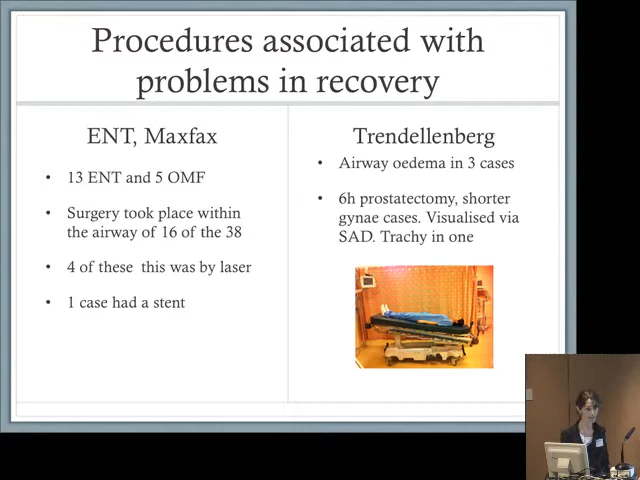 Procedures associated with
problems in recovery
ENT, Maxfax
• 13 ENT and 5 OMF
• Surgery took place within
the airway of 16 of the 38
• 4 of these this was by laser
• 1 case had a stent
Trendellenberg
• Airway oedema in 3 cases
• 6h prostatectomy, shorter
gynae cases. Visualised via
SAD. Trachy in one